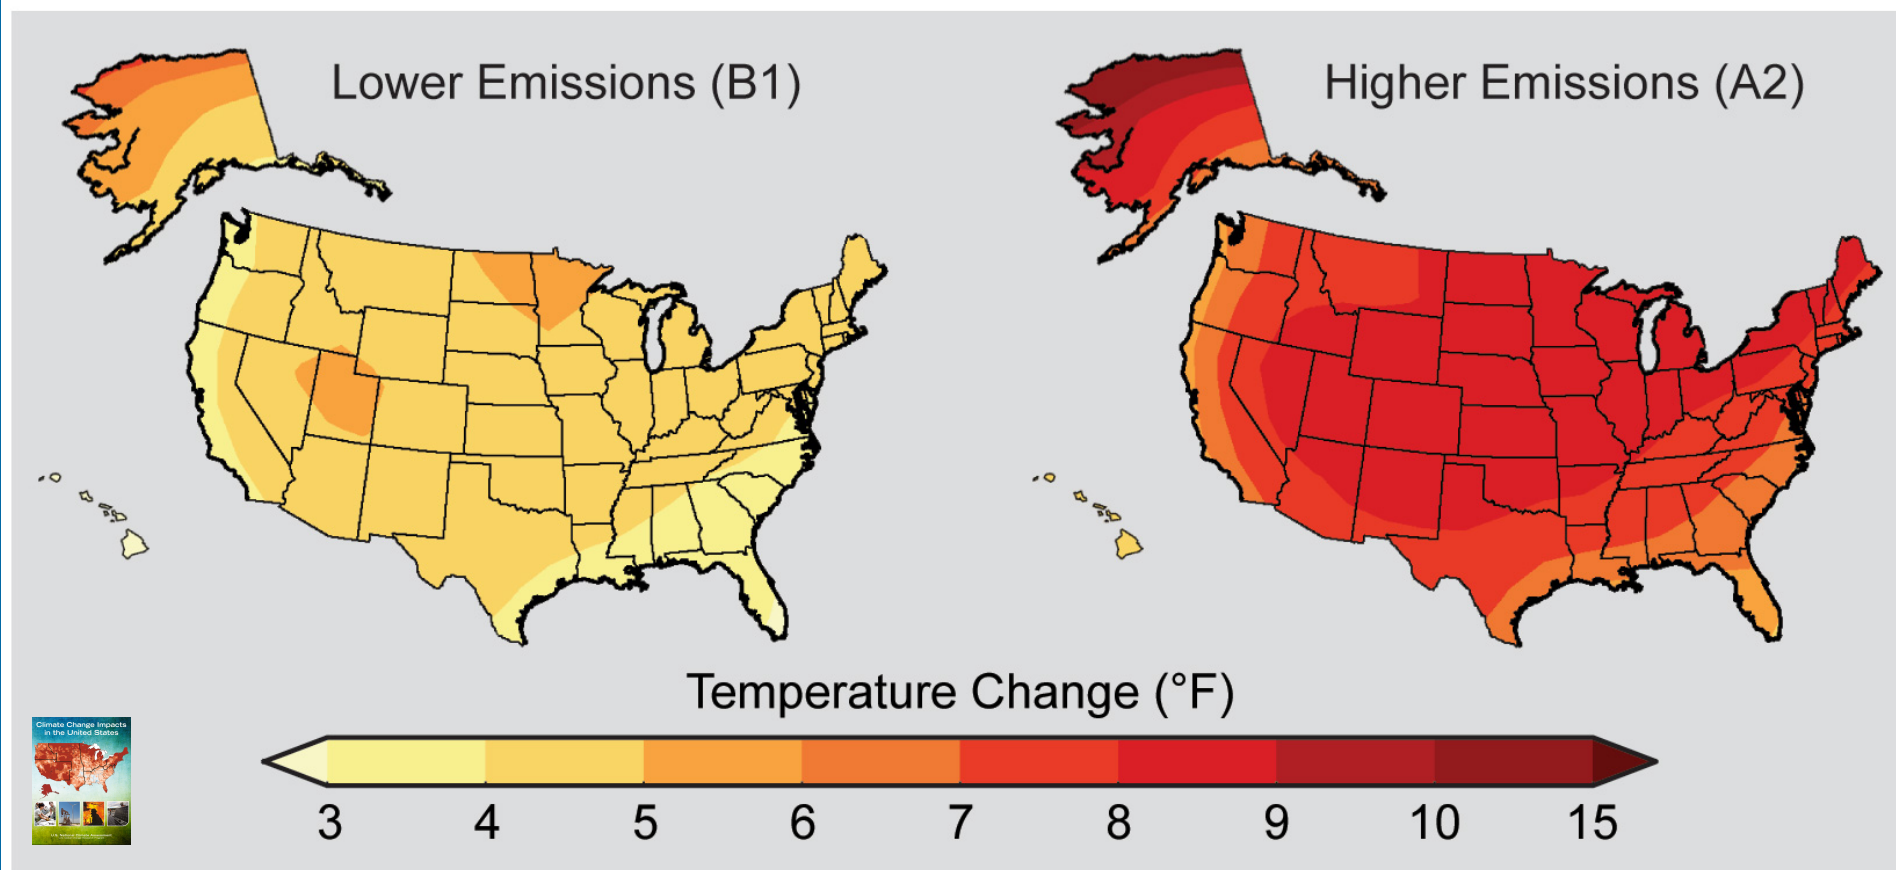 Lower Emissions (B1)
Higher Emissions (A2)
Temperature Change (°F)
3 4 5 6 7 8 9 10 15
Climate Change Impacts
in the United States